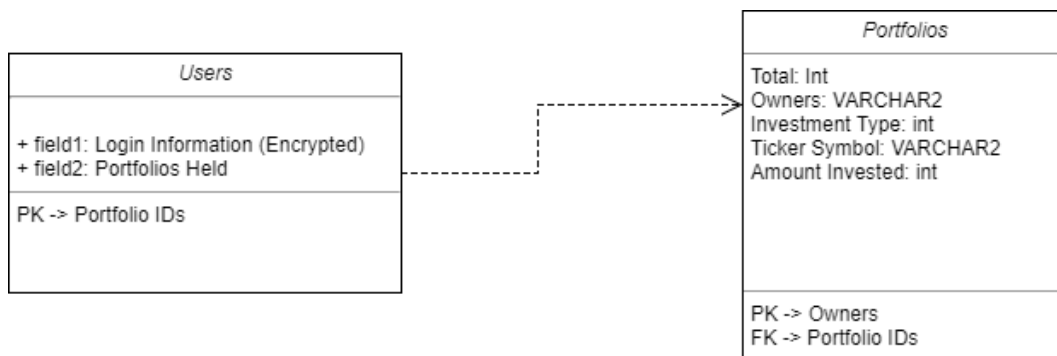 Users
+ field1: Login Information (Encrypted)
+ field2: Portfolios Held
PK -> Portfolio IDs
Portfolios
Total: Int
Owners: VARCHAR2
Investment Type: int
Ticker Symbol: VARCHAR2
Amount Invested: int
PK -> Owners
FK -> Portfolio IDs